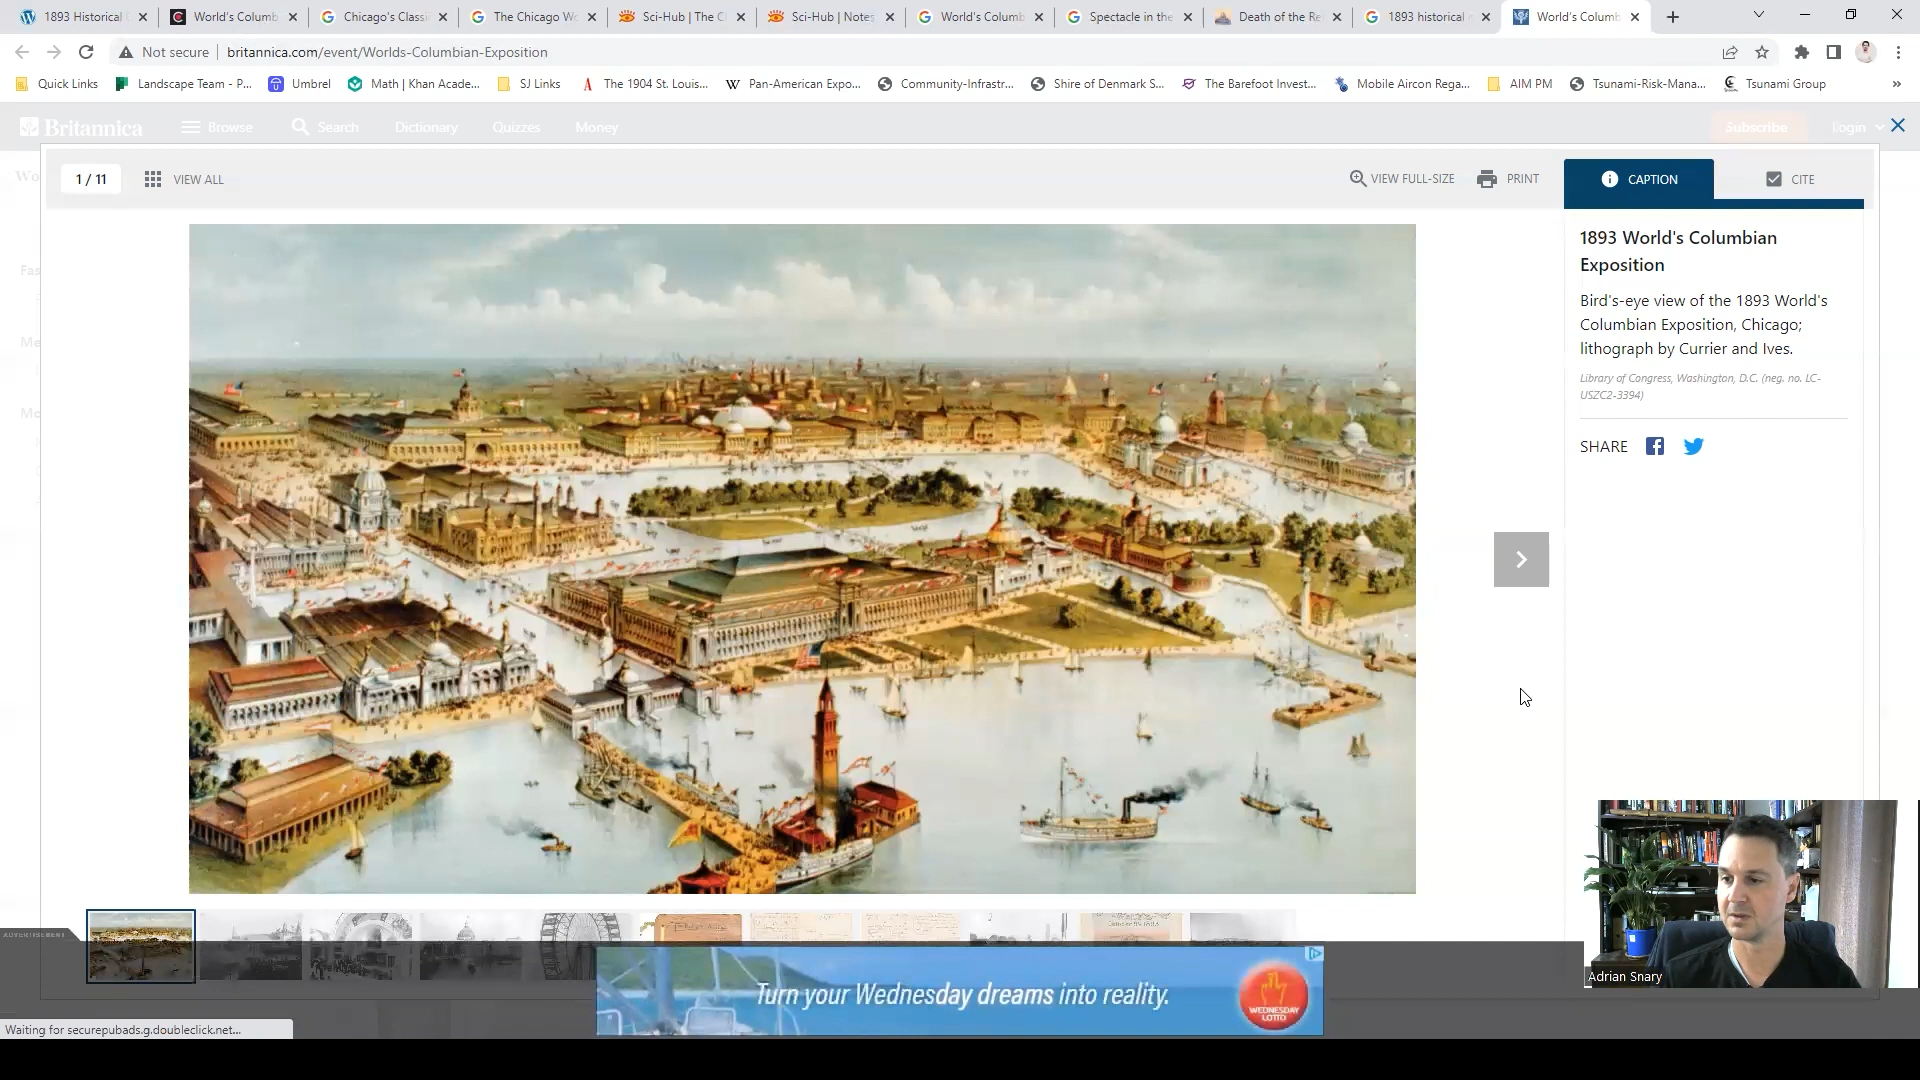 1893 Historical
World's Columb
Chicago's Classi
The Chicago Wo
Sci-Hub | The C
Sci-Hub | Notes
World's Columb
Spectacle in the
Death of the Re
1893 historical
World's Columb
Not secure
britannica.com/event/Worlds-Columbian-Exposition
Quick Links
Landscape Team - P...
Umbrel
Math | Khan Acade...
SJ Links
The 1904 St. Louis...
Pan-American Expo...
Community-Infrastr...
Shire of Denmark S...
The Barefoot Invest...
Mobile Aircon Rega...
AIM PM
Tsunami-Risk-Mana...
Tsunami Group
Britannica
Browse
Search
Dictionary
Quizzes
Money
Subscribe
Login
1 / 11
VIEW ALL
VIEW FULL-SIZE
PRINT
CAPTION
CITE
1893 World's Columbian
Exposition
Bird's-eye view of the 1893 World's
Columbian Exposition, Chicago;
lithograph by Currier and Ives.
Library of Congress, Washington, D.C. (neg. no. LC-
USZC2-3394)
SHARE
ADVERTISEMENT
Turn your Wednesday dreams into reality.
WEDNESDAY
LOTTO
Adrian Snary
Waiting for securepubads.g.doubleclick.net...